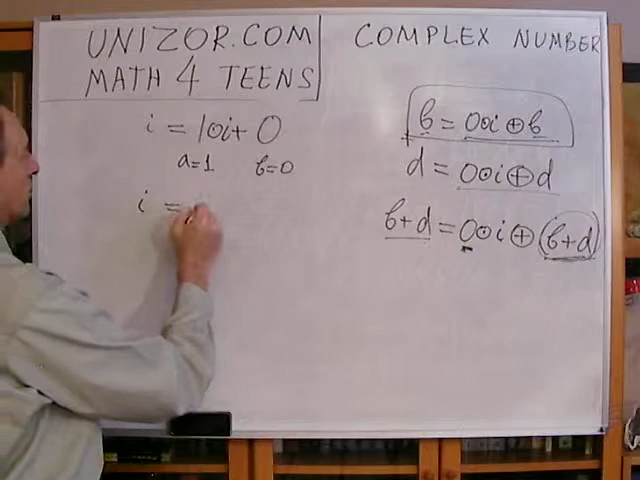 UNIZOR.COM
MATH 4 TEENS
COMPLEX NUMBER
i = 1⊙i + 0
a=1 b=0
i =
b = 0⊙i ⊕ b
d = 0⊙i ⊕ d
b+d = 0⊙i ⊕ (b+d)